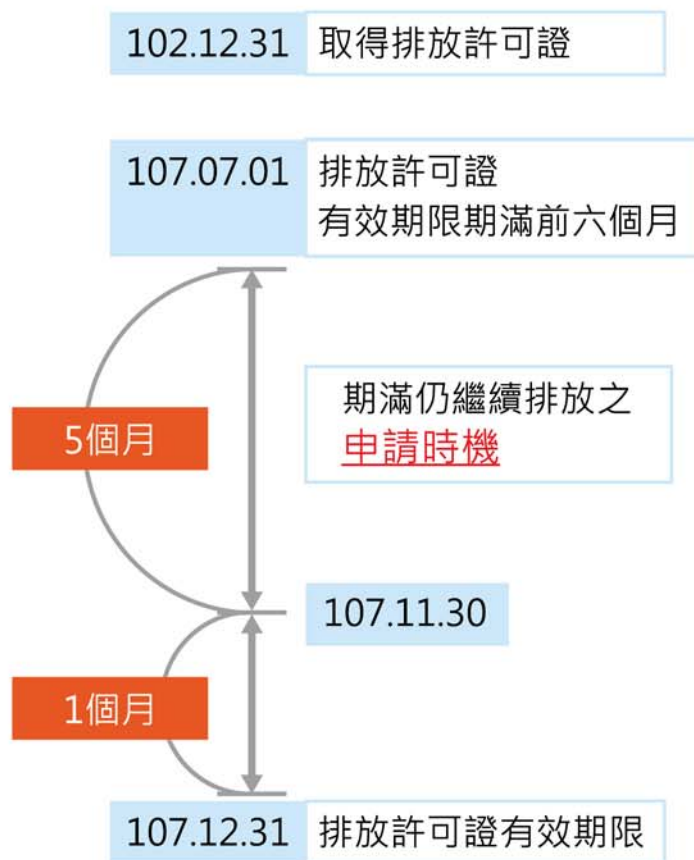 102.12.31 取得排放許可證
107.07.01 排放許可證
有效期限期滿前六個月
期滿仍繼續排放之
申請時機
5個月
107.11.30
1個月
107.12.31 排放許可證有效期限